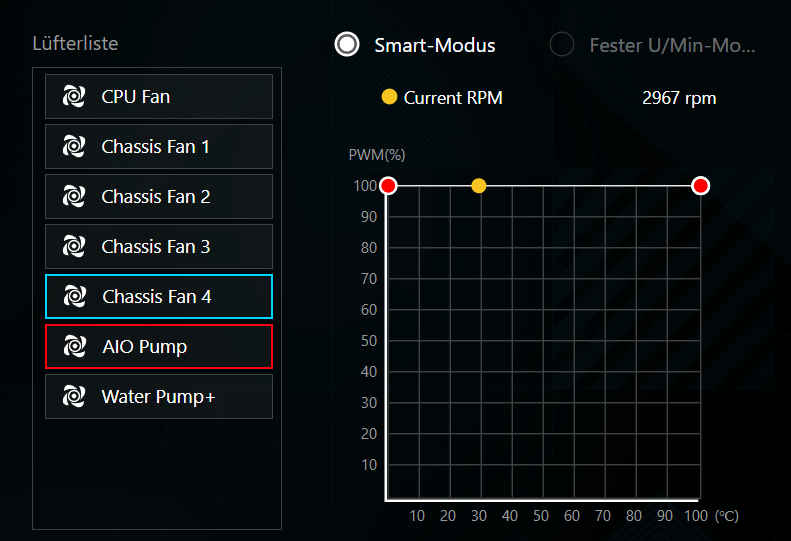 Lüfterliste
Smart-Modus
Fester U/Min-Mo...
CPU Fan
Current RPM
2967 rpm
Chassis Fan 1
PWM(%)
Chassis Fan 2
Chassis Fan 3
Chassis Fan 4
AIO Pump
Water Pump+
100
90
80
70
60
50
40
30
20
10
10 20 30 40 50 60 70 80 90 100 (℃)